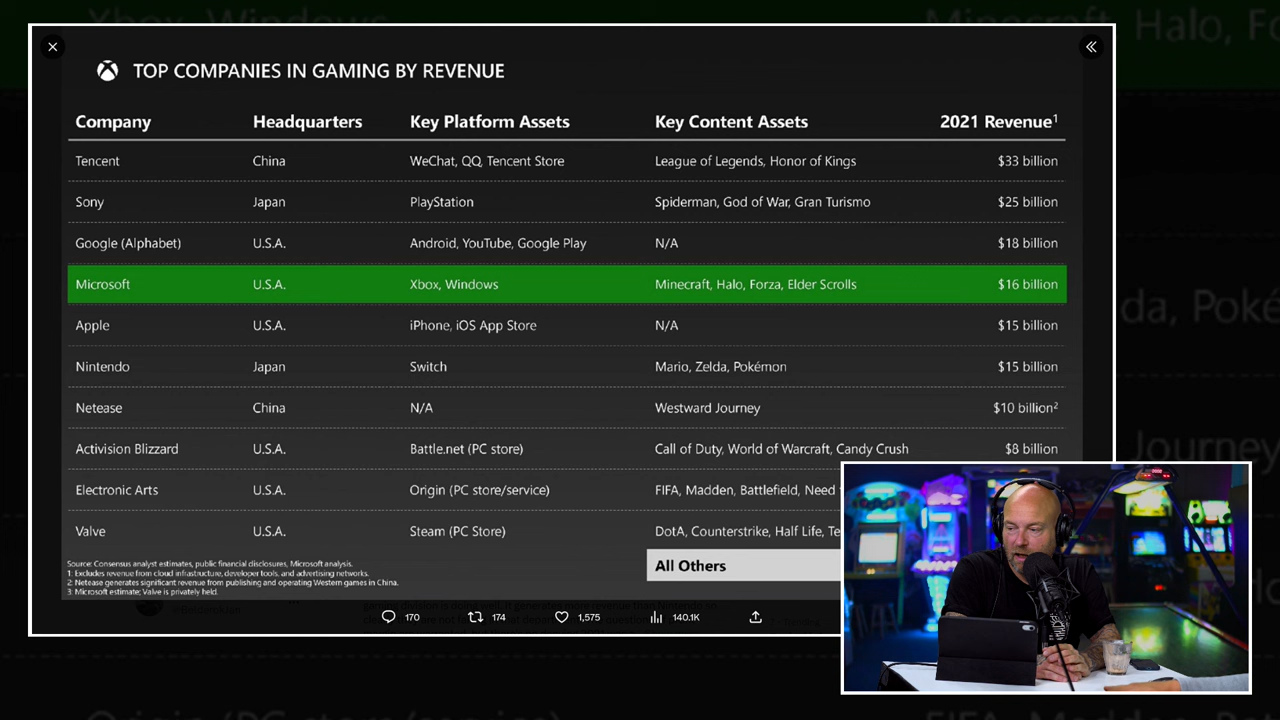 TOP COMPANIES IN GAMING BY REVENUE
Company Headquarters Key Platform Assets Key Content Assets 2021 Revenue1
Tencent China WeChat, QQ, Tencent Store League of Legends, Honor of Kings $33 billion
Sony Japan PlayStation Spiderman, God of War, Gran Turismo $25 billion
Google (Alphabet) U.S.A. Android, YouTube, Google Play N/A $18 billion
Microsoft U.S.A. Xbox, Windows Minecraft, Halo, Forza, Elder Scrolls $16 billion
Apple U.S.A. iPhone, iOS App Store N/A $15 billion
Nintendo Japan Switch Mario, Zelda, Pokémon $15 billion
Netease China N/A Westward Journey $10 billion2
Activision Blizzard U.S.A. Battle.net (PC store) Call of Duty, World of Warcraft, Candy Crush $8 billion
Electronic Arts U.S.A. Origin (PC store/service) FIFA, Madden, Battlefield, Need
Valve U.S.A. Steam (PC Store) DotA, Counterstrike, Half Life,
All Others
Source: Consensus analyst estimates, public financial disclosures, Microsoft analysis.
1: Excludes revenue from cloud infrastructure, developer tools, and advertising networks.
2: Netease generates significant revenue from publishing and operating Western games in China.
3: Microsoft estimate; Valve is privately held.
170 174 1,575 140.1K